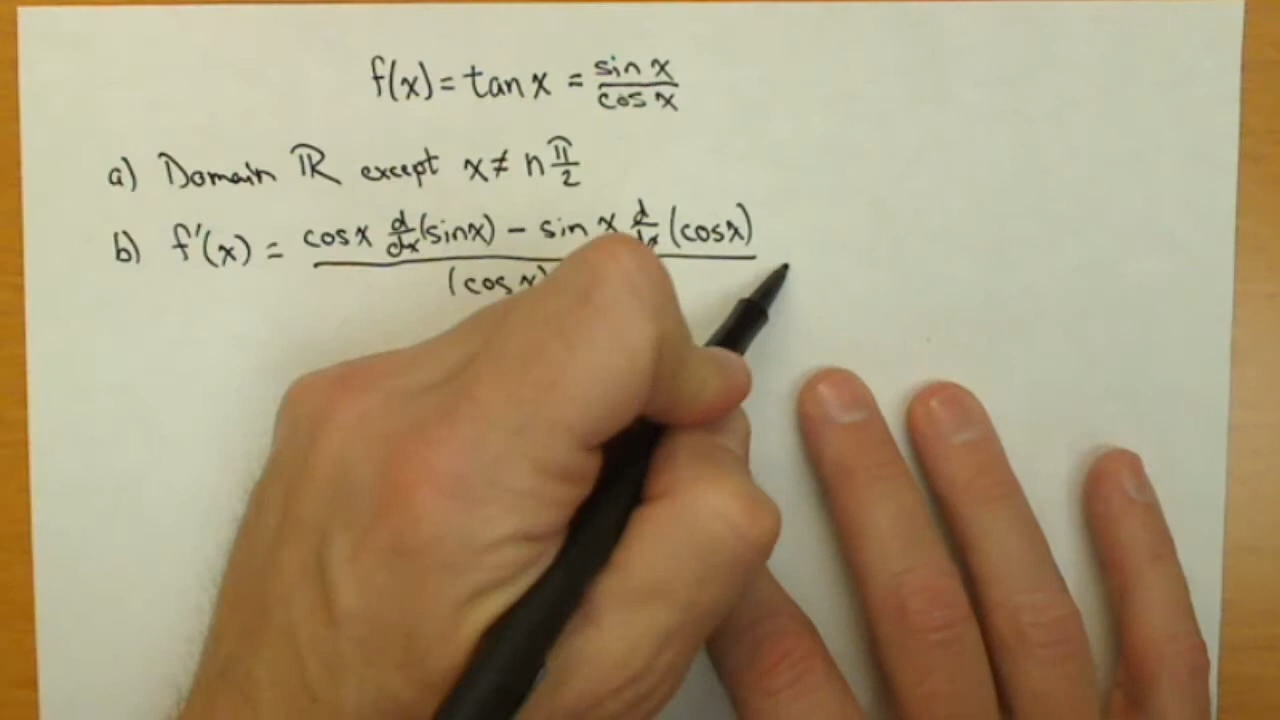 f(x) = tan x = sin x / cos x
a) Domain ℝ except x ≠ n π/2
b) f'(x) = cos x d/dx (sin x) − sin x d/dx (cos x)
(cos x)